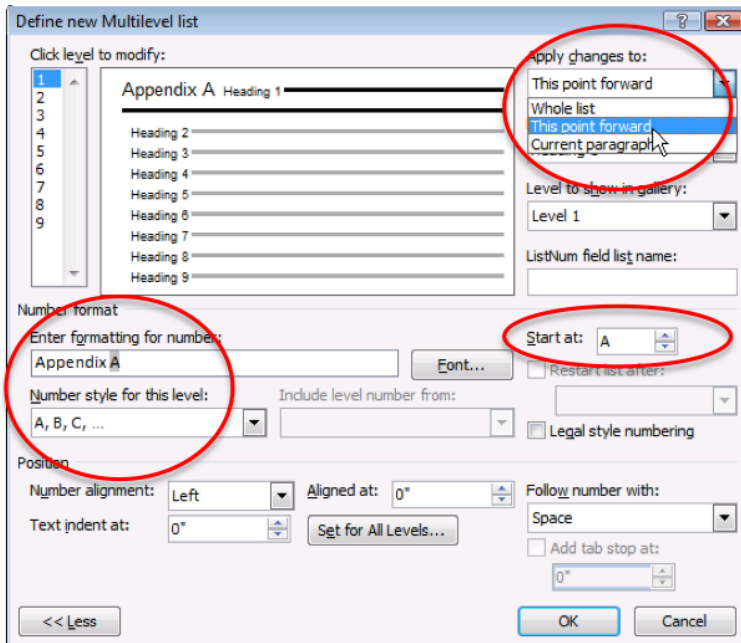 Define new Multilevel list
Click level to modify:
1
2
3
4
5
6
7
8
9
Appendix A Heading 1
Heading 2
Heading 3
Heading 4
Heading 5
Heading 6
Heading 7
Heading 8
Heading 9
Apply changes to:
This point forward
Whole list
This point forward
Current paragraph
Level to show in gallery:
Level 1
ListNum field list name:
Number format
Enter formatting for number:
Appendix A
Font...
Start at: A
Restart list after:
Number style for this level:
A, B, C, ...
Include level number from:
Legal style numbering
Position
Number alignment: Left
Aligned at: 0"
Follow number with:
Space
Text indent at: 0"
Set for All Levels...
Add tab stop at:
0"
<< Less
OK
Cancel